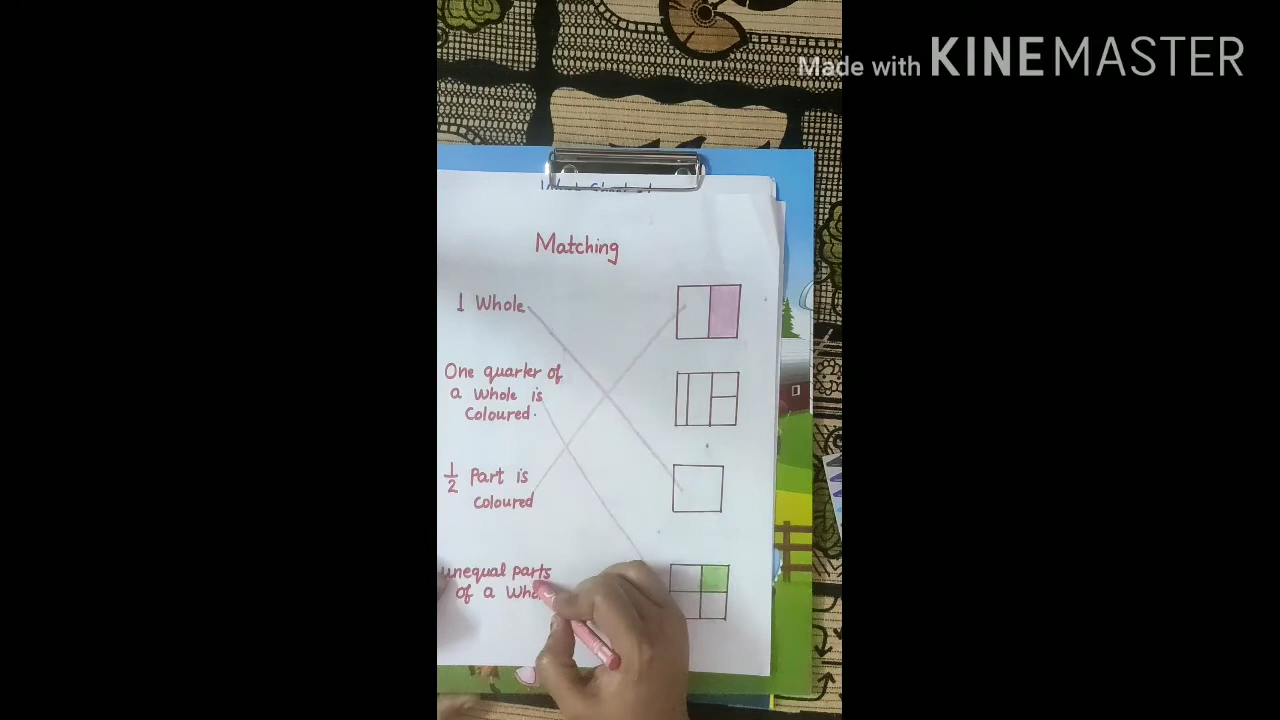 Made with KINEMASTER
Matching
1 Whole
One quarter of
a whole is
Coloured.
1/2 Part is
Coloured
unequal parts
of a